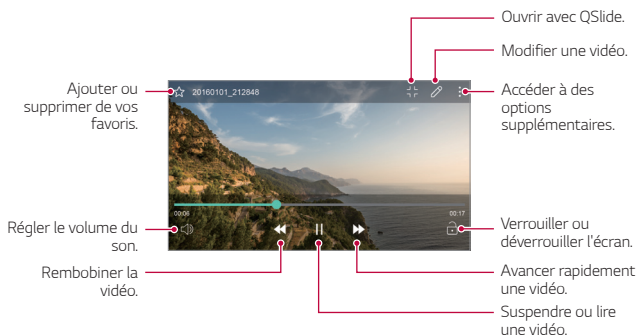 Ouvrir avec QSlide.
Modifier une vidéo.
Ajouter ou
supprimer de vos
favoris.
20160101_212848
Accéder à des
options
supplémentaires.
00:06
00:17
Régler le volume du
son.
Verrouiller ou
déverrouiller l'écran.
Rembobiner la
vidéo.
Avancer rapidement
une vidéo.
Suspendre ou lire
une vidéo.